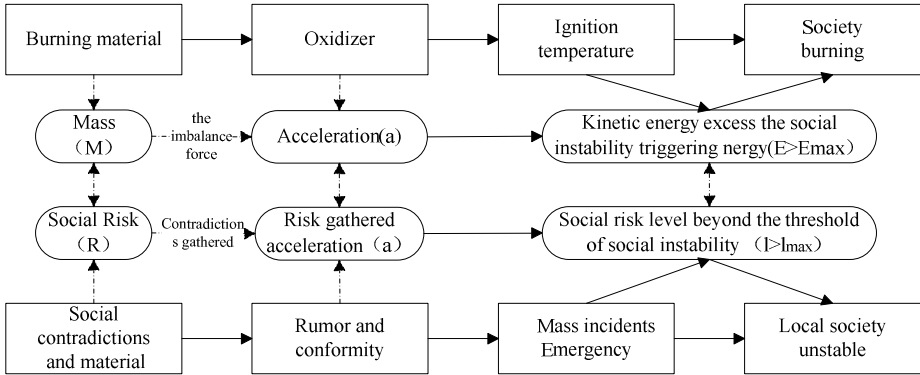 Burning material
Oxidizer
Ignition
temperature
Society
burning
Mass
（M）
the
imbalance
force
Acceleration(a)
Kinetic energy excess the social
instability triggering nergy(E>Emax）
Social Risk
（R）
Contradiction
s gathered
Risk gathered
acceleration（a）
Social risk level beyond the threshold
of social instability （I>Imax）
Social
contradictions
and material
Rumor and
conformity
Mass incidents
Emergency
Local society
unstable